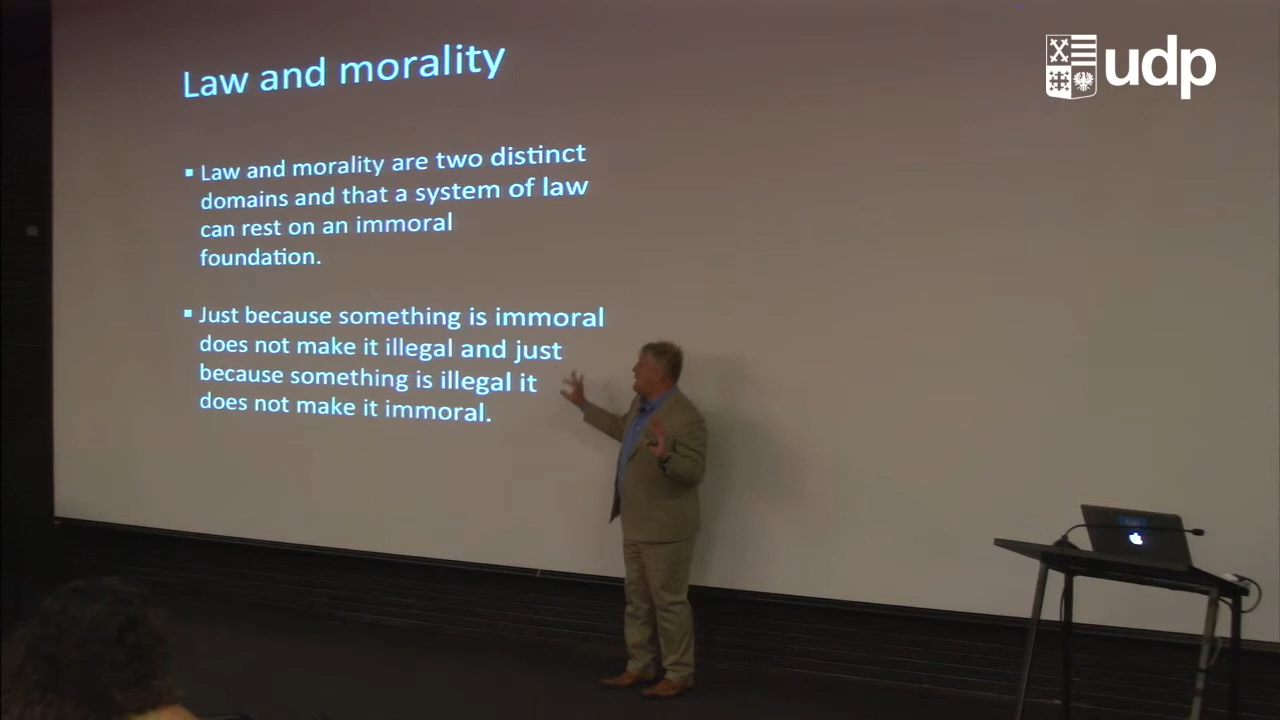 Law and morality
▪ Law and morality are two distinct
domains and that a system of law
can rest on an immoral
foundation.
▪ Just because something is immoral
does not make it illegal and just
because something is illegal it
does not make it immoral.
udp